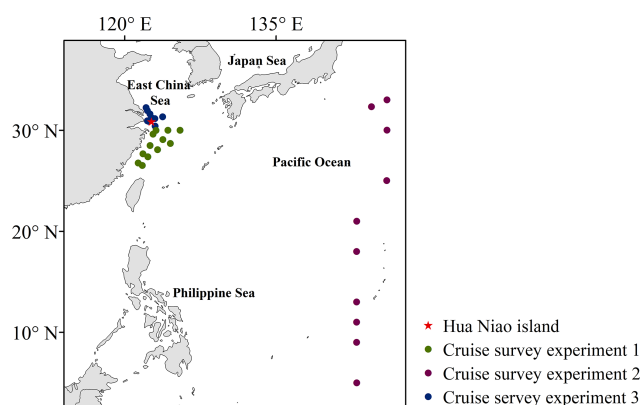 120° E 275° E
Japan Sea
East China
Sea
30° N
Pacific Ocean
20° N
Philippine Sea
10° N
Hua Niao island
Cruise survey experiment 1
Cruise survey experiment 2
Cruise servey experiment 3